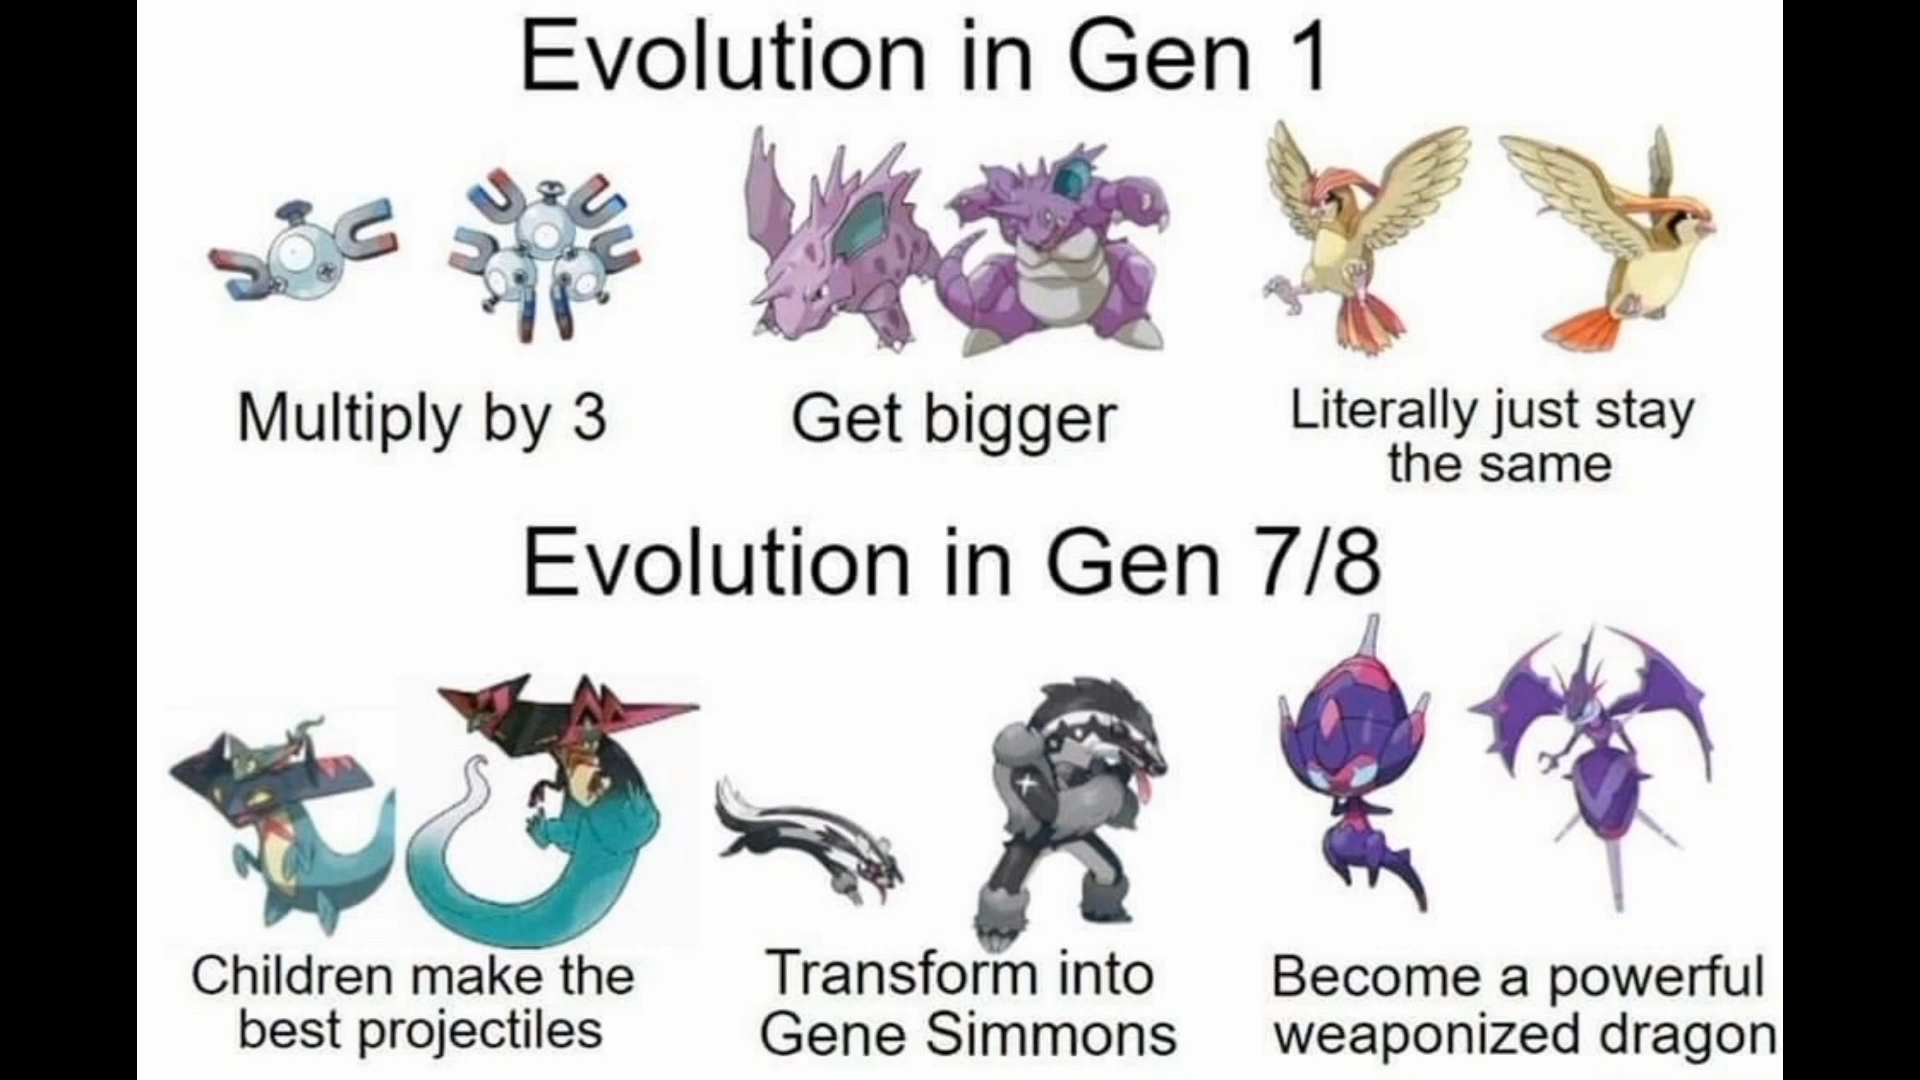 Evolution in Gen 1
Multiply by 3
Get bigger
Literally just stay
the same
Evolution in Gen 7/8
Children make the
best projectiles
Transform into
Gene Simmons
Become a powerful
weaponized dragon